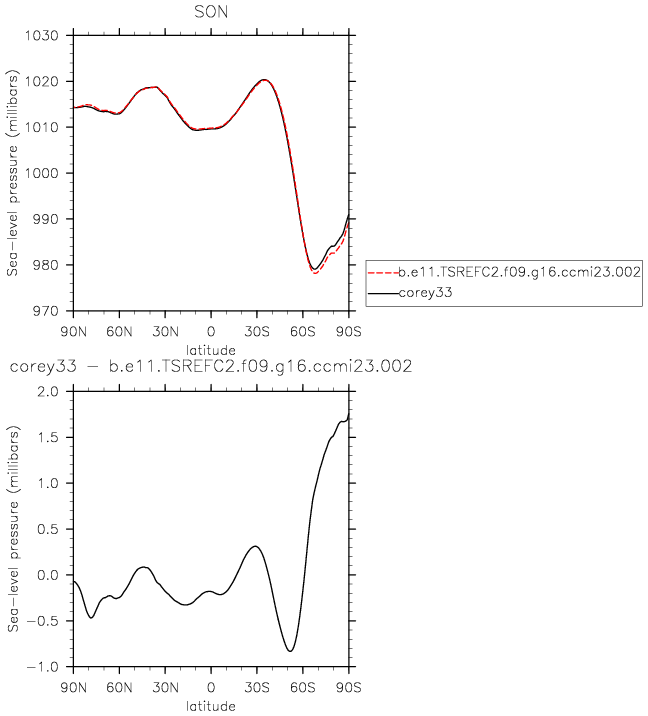 SON
1030
1020
1010
1000
990
980
970
Sea-level pressure (millibars)
90N 60N 30N 0 30S 60S 90S
latitude
b.e11.TSREFC2.f09.g16.ccmi23.002
corey33
corey33 - b.e11.TSREFC2.f09.g16.ccmi23.002
2.0
1.5
1.0
0.5
0.0
-0.5
-1.0
Sea-level pressure (millibars)
90N 60N 30N 0 30S 60S 90S
latitude